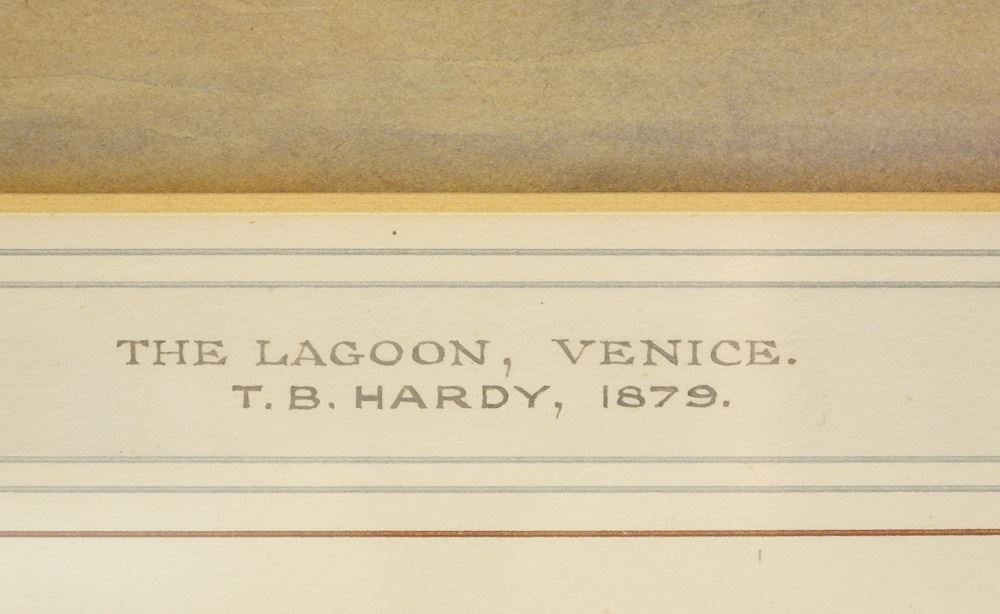 THE LAGOON, VENICE.
T. B. HARDY, 1879.